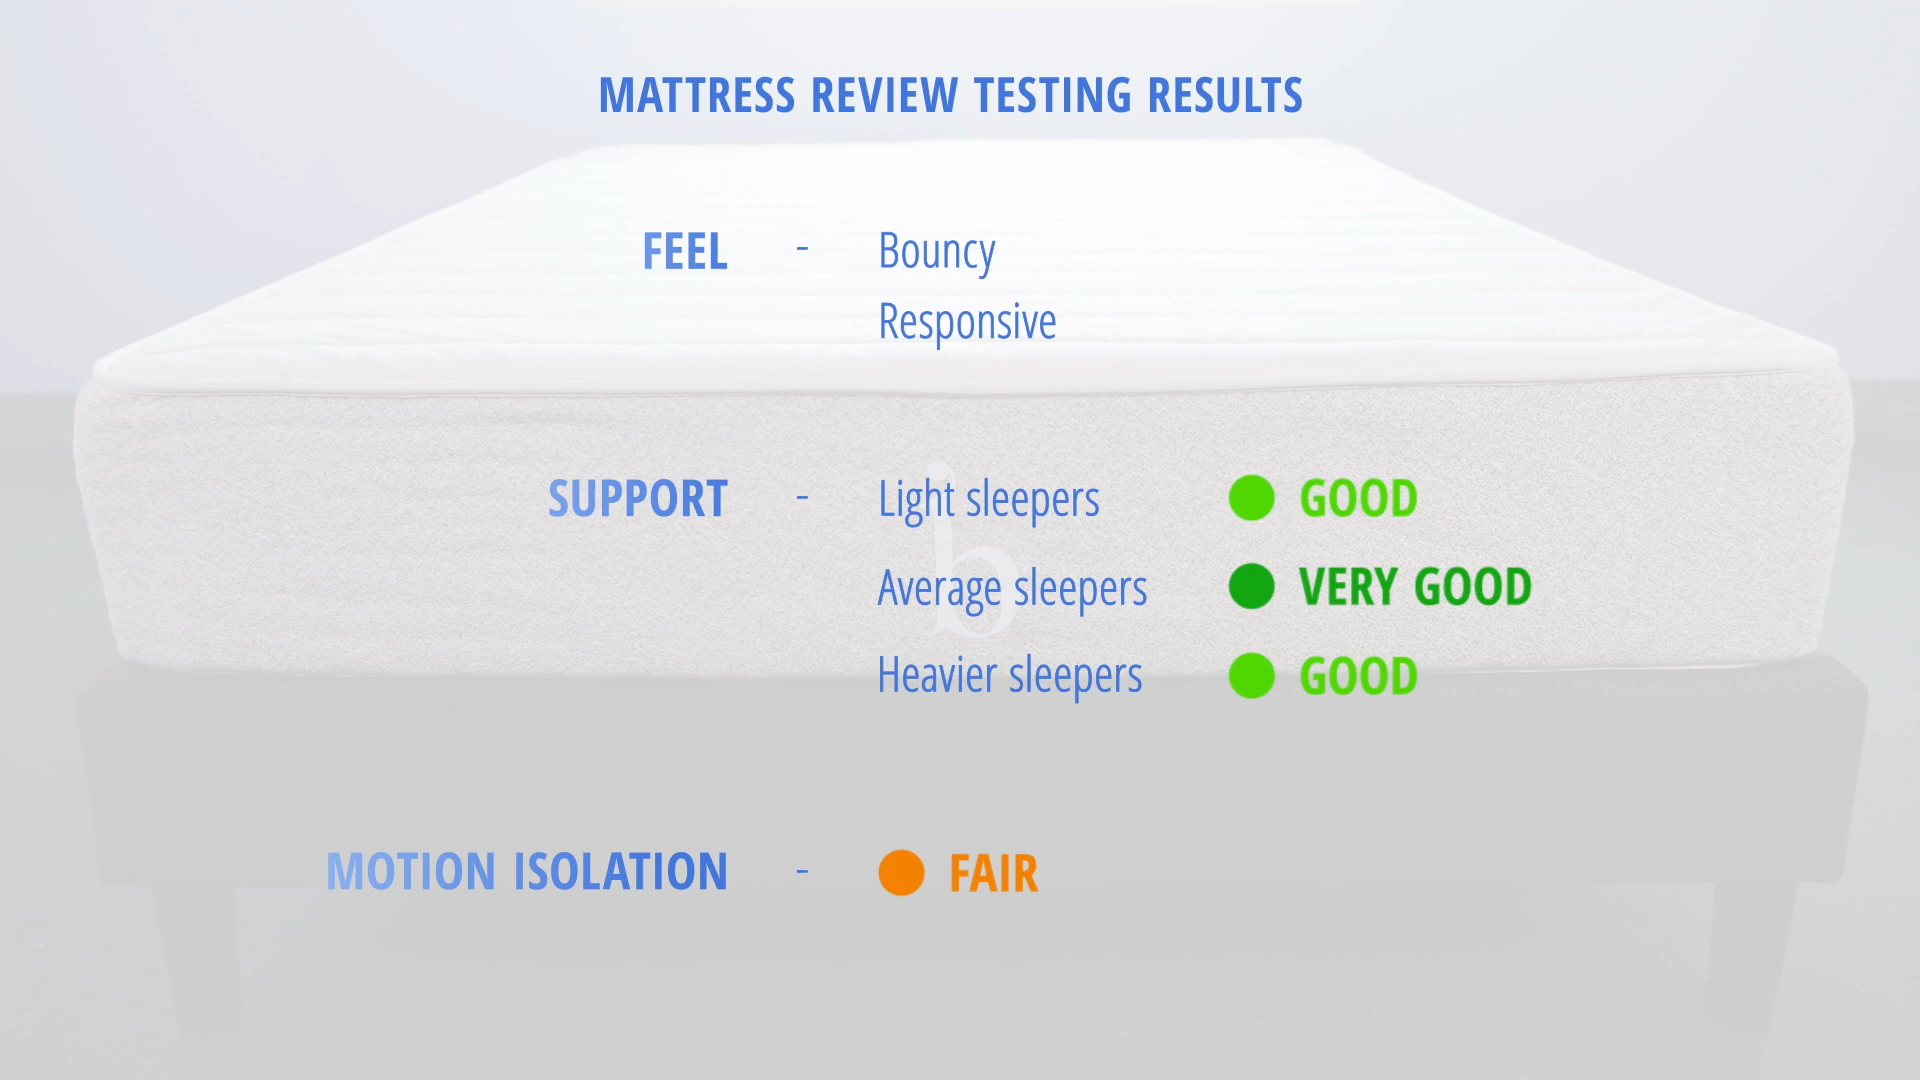 MATTRESS REVIEW TESTING RESULTS
FEEL - Bouncy
Responsive
SUPPORT - Light sleepers GOOD
Average sleepers VERY GOOD
Heavier sleepers GOOD
MOTION ISOLATION - FAIR
b